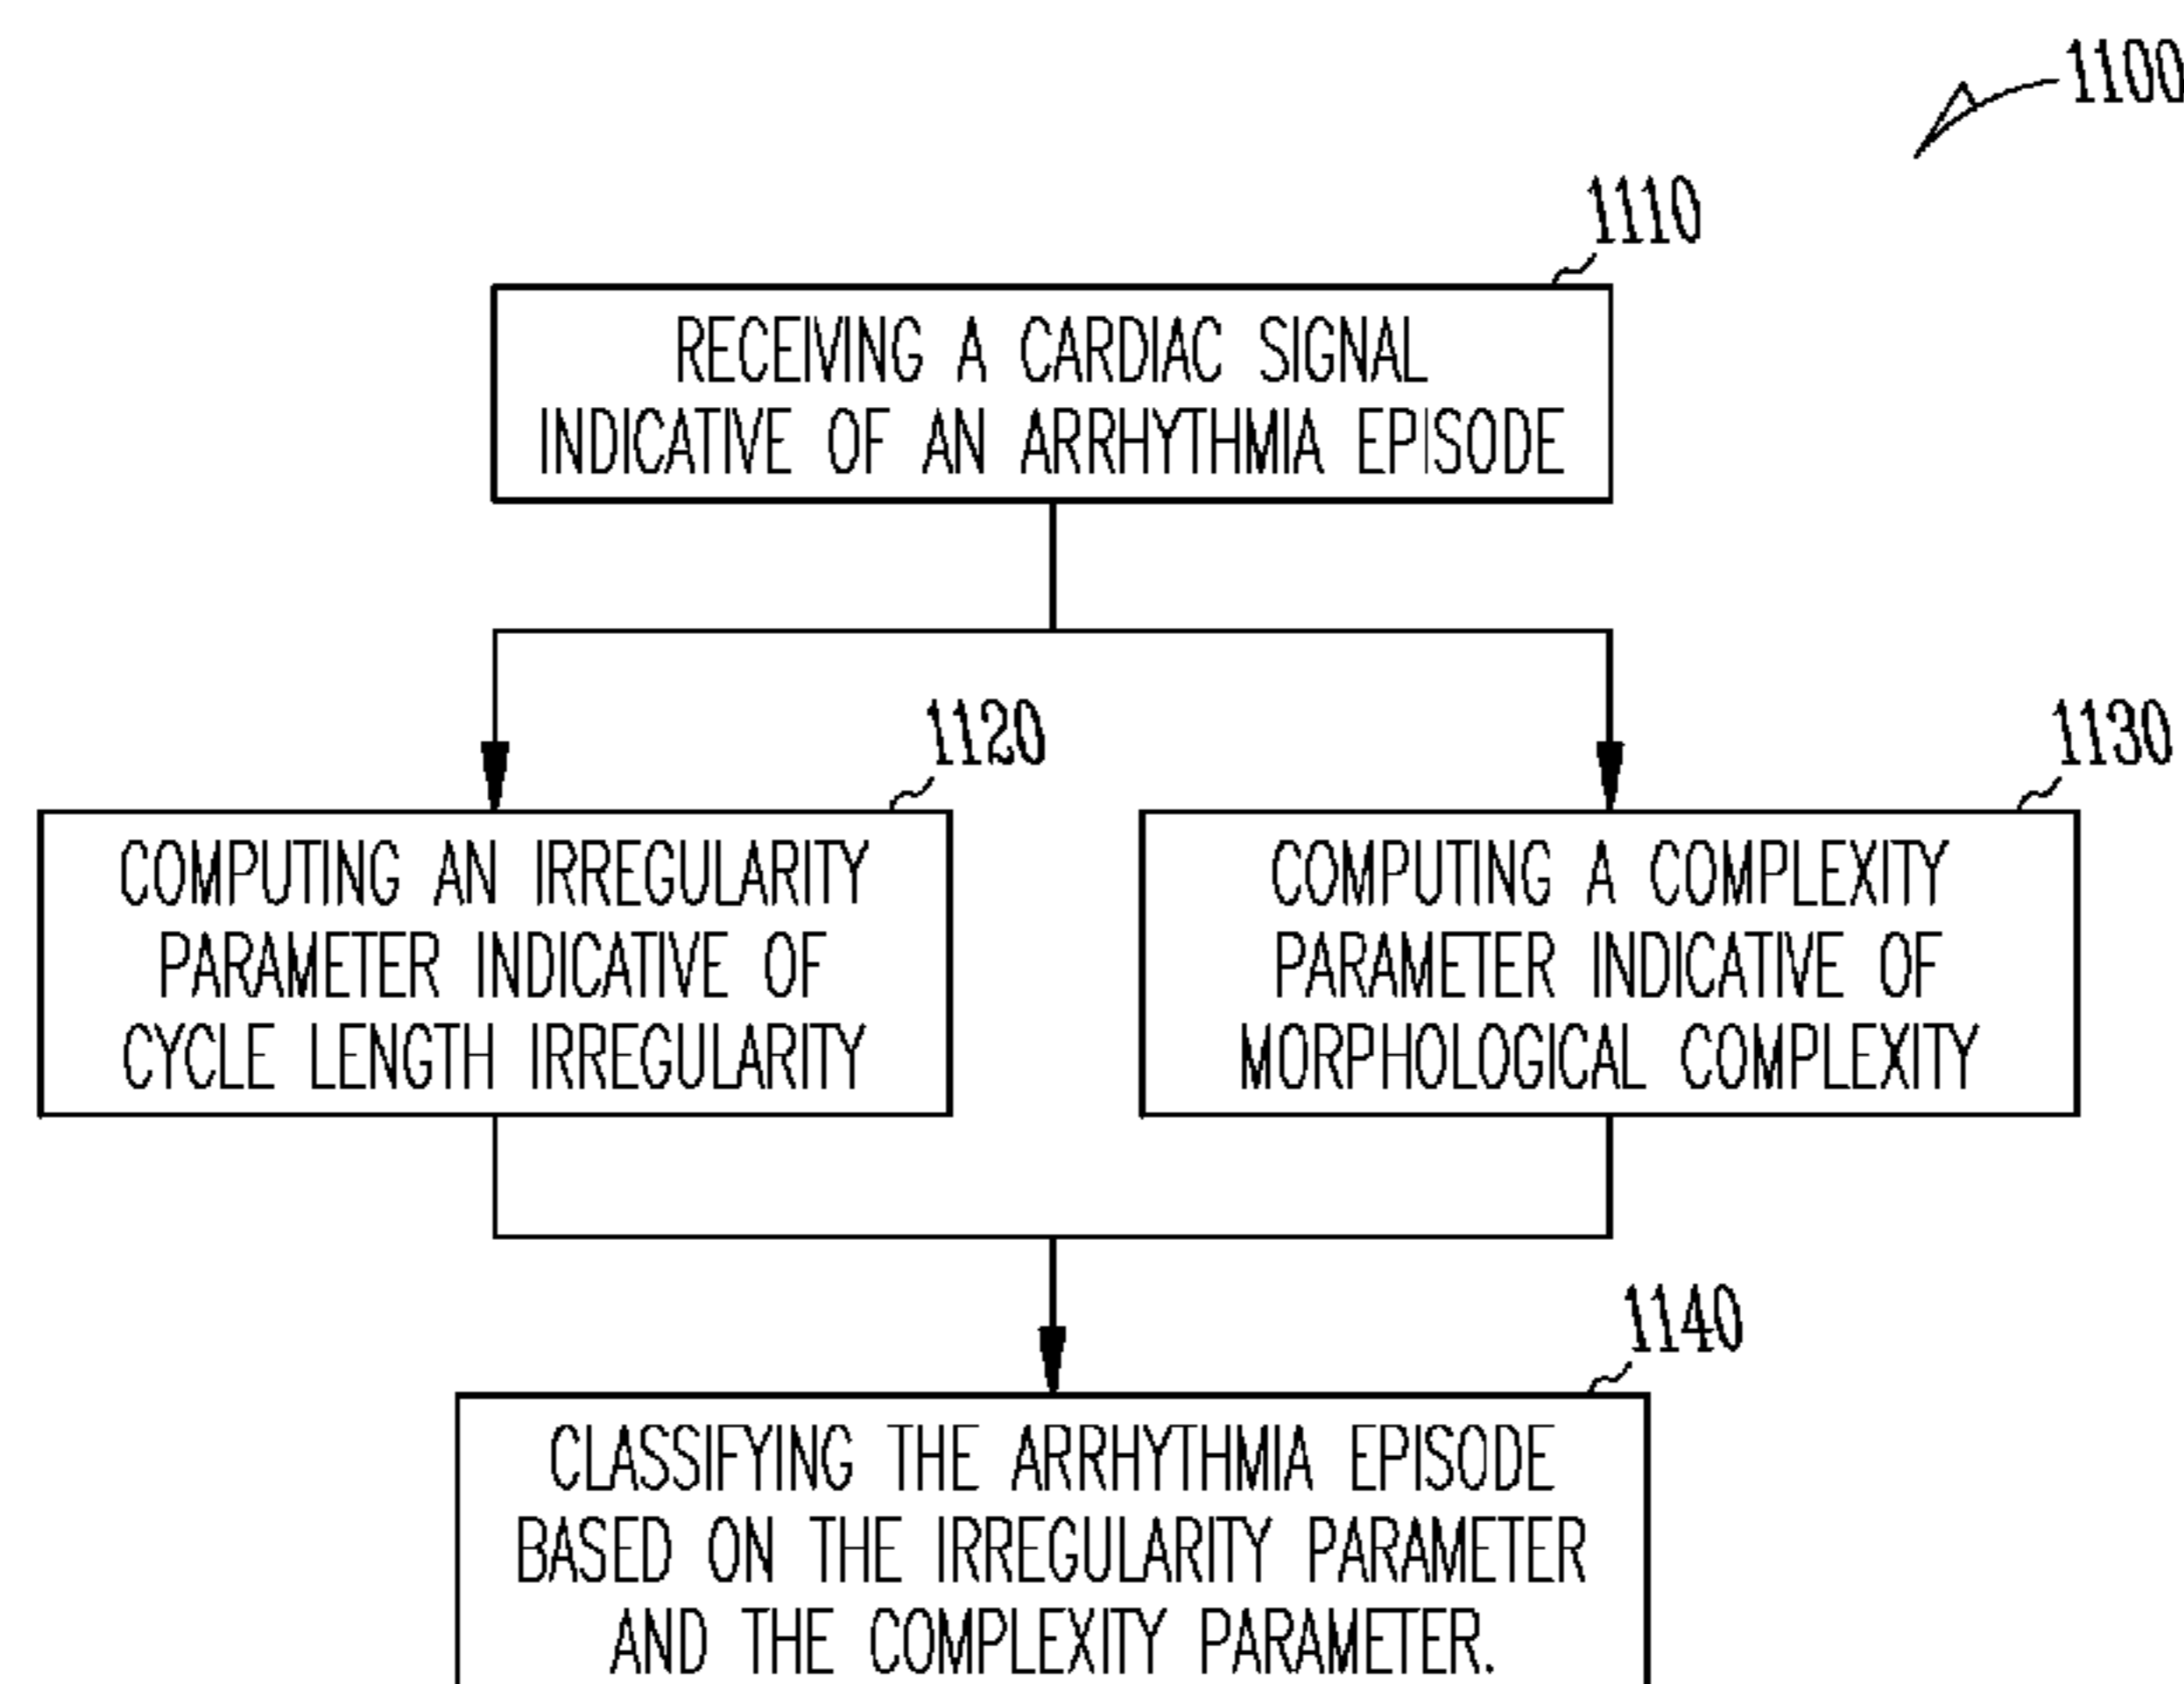 1100
1110
RECEIVING A CARDIAC SIGNAL
INDICATIVE OF AN ARRHYTHMIA EPISODE
1120
COMPUTING AN IRREGULARITY
PARAMETER INDICATIVE OF
CYCLE LENGTH IRREGULARITY
1130
COMPUTING A COMPLEXITY
PARAMETER INDICATIVE OF
MORPHOLOGICAL COMPLEXITY
1140
CLASSIFYING THE ARRHYTHMIA EPISODE
BASED ON THE IRREGULARITY PARAMETER
AND THE COMPLEXITY PARAMETER.